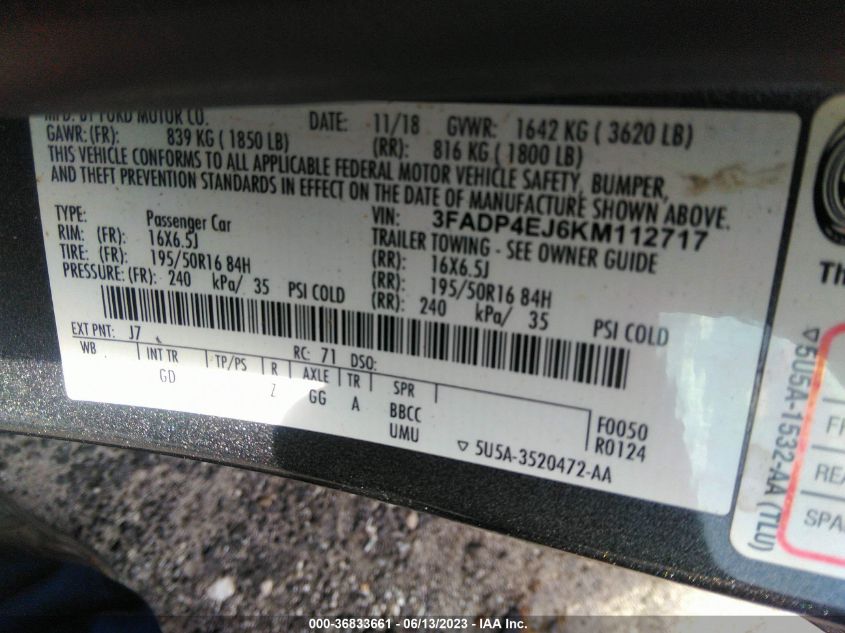 MFD. BY FORD MOTOR CO.
DATE: 11/18 GVWR: 1642 KG ( 3620 LB)
GAWR: (FR): 839 KG ( 1850 LB) (RR): 816 KG ( 1800 LB)
THIS VEHICLE CONFORMS TO ALL APPLICABLE FEDERAL MOTOR VEHICLE SAFETY, BUMPER,
AND THEFT PREVENTION STANDARDS IN EFFECT ON THE DATE OF MANUFACTURE SHOWN ABOVE.
VIN: 3FADP4EJ6KM112717
TYPE: Passenger Car TRAILER TOWING - SEE OWNER GUIDE
RIM: (FR): 16X6.5J (RR): 16X6.5J
TIRE: (FR): 195/50R16 84H (RR): 195/50R16 84H
PRESSURE: (FR): 240 kPa/ 35 PSI COLD (RR): 240 kPa/ 35 PSI COLD
EXT PNT: J7 RC: 71 DSO:
WB INT TR TP/PS R AXLE TR SPR
GD Z GG A BBCC F0050
UMU R0124
▽ 5U5A-3520472-AA
Th
▽5U5A-1532-AA (TLU)
F
REA
SPA
000-36833661 - 06/13/2023 - IAA Inc.